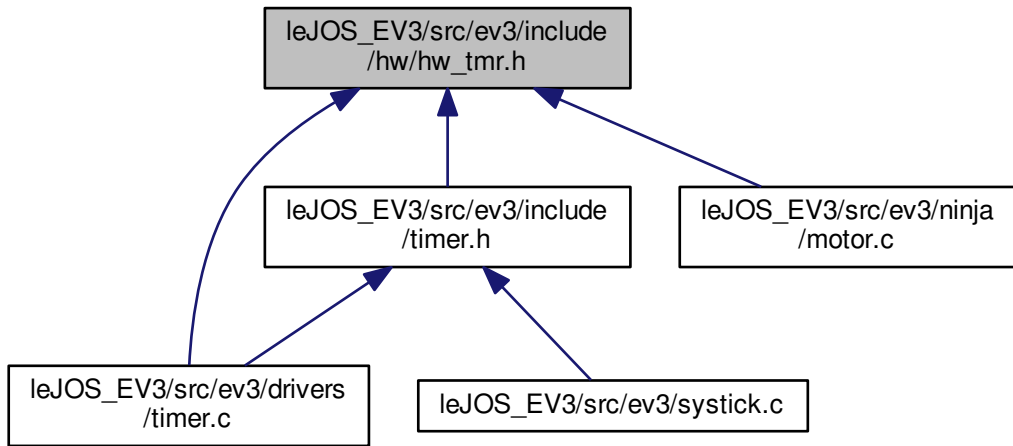 leJOS_EV3/src/ev3/include
/hw/hw_tmr.h
leJOS_EV3/src/ev3/include
/timer.h
leJOS_EV3/src/ev3/ninja
/motor.c
leJOS_EV3/src/ev3/drivers
/timer.c
leJOS_EV3/src/ev3/systick.c